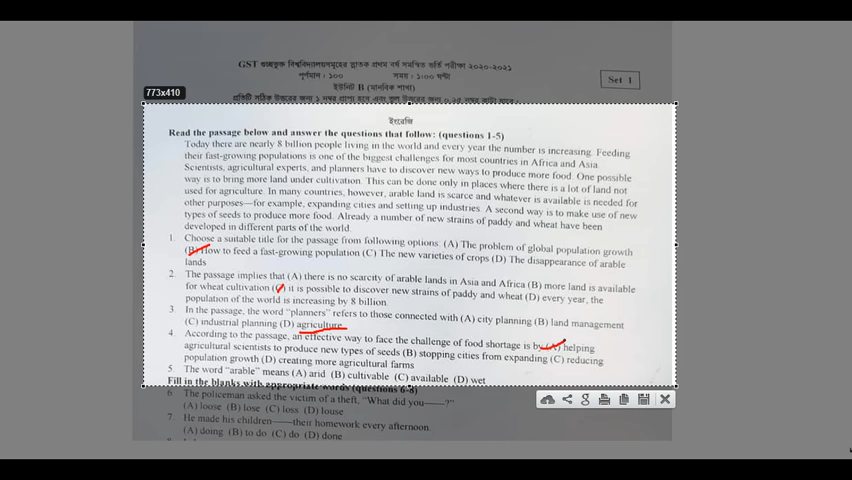 GST গুচ্ছভুক্ত বিশ্ববিদ্যালয়সমূহের স্নাতক প্রথম বর্ষ সমন্বিত ভর্তি পরীক্ষা ২০২০-২০২১
পূর্ণমান : ১০০ সময় : ১:০০ ঘণ্টা
Set 1
ইউনিট B (মানবিক শাখা)
773x410
প্রতিটি সঠিক উত্তরের জন্য ১ নম্বর প্রাপ্য হবে এবং ভুল উত্তরের জন্য ০.২৫ নম্বর কাটা যাবে।
ইংরেজি
Read the passage below and answer the questions that follow: (questions 1-5)
Today there are nearly 8 billion people living in the world and every year the number is increasing. Feeding
their fast-growing populations is one of the biggest challenges for most countries in Africa and Asia.
Scientists, agricultural experts, and planners have to discover new ways to produce more food. One possible
way is to bring more land under cultivation. This can be done only in places where there is a lot of land not
used for agriculture. In many countries, however, arable land is scarce and whatever is available is needed for
other purposes—for example, expanding cities and setting up industries. A second way is to make use of new
types of seeds to produce more food. Already a number of new strains of paddy and wheat have been
developed in different parts of the world.
1. Choose a suitable title for the passage from following options. (A) The problem of global population growth
(B) How to feed a fast-growing population (C) The new varieties of crops (D) The disappearance of arable
lands
2. The passage implies that (A) there is no scarcity of arable lands in Asia and Africa (B) more land is available
for wheat cultivation (C) it is possible to discover new strains of paddy and wheat (D) every year, the
population of the world is increasing by 8 billion.
3. In the passage, the word "planners" refers to those connected with (A) city planning (B) land management
(C) industrial planning (D) agriculture
4. According to the passage, an effective way to face the challenge of food shortage is by (A) helping
agricultural scientists to produce new types of seeds (B) stopping cities from expanding (C) reducing
population growth (D) creating more agricultural farms
5. The word "arable" means (A) arid (B) cultivable (C) available (D) wet
Fill in the blanks with appropriate words (questions 6-8)
6. The policeman asked the victim of a theft, "What did you——?"
(A) loose (B) lose (C) loss (D) louse
7. He made his children——their homework every afternoon.
(A) doing (B) to do (C) do (D) done